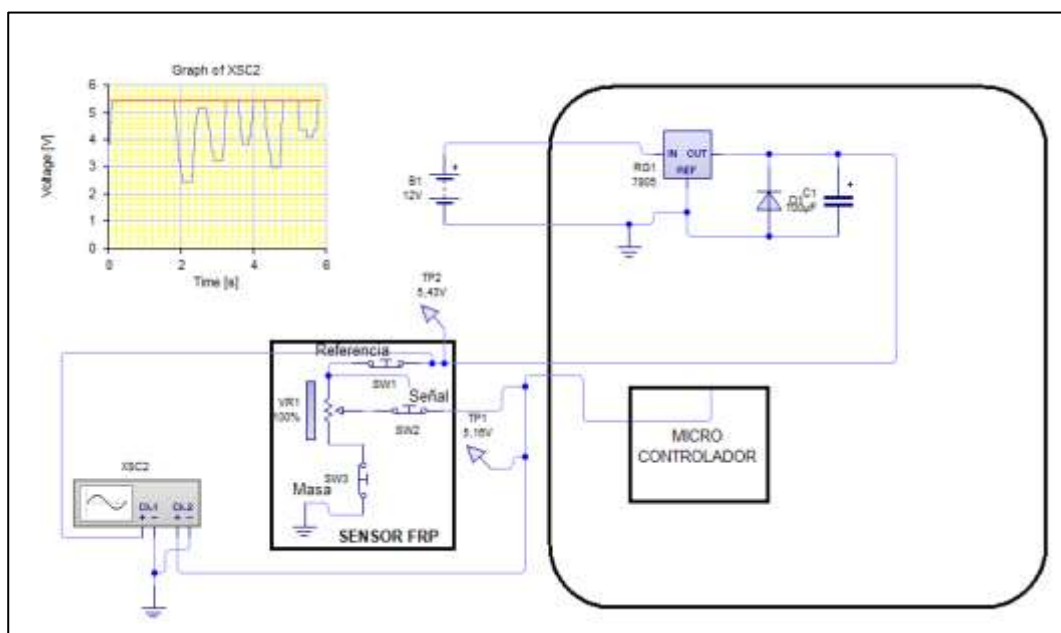 Graph of XSC2
Voltage [V]
6
5
4
3
2
1
0
0
2
4
6
Time [s]
B1
12V
IN OUT
REF
RG1
7805
D1
C1
100µF
TP2
5,43V
Referencia
SW1
Señal
VR1
100%
SW2
TP1
5,16V
SW3
Masa
SENSOR FRP
MICRO
CONTROLADOR
XSC2
Ch.1
Ch.2
+ -
+ -